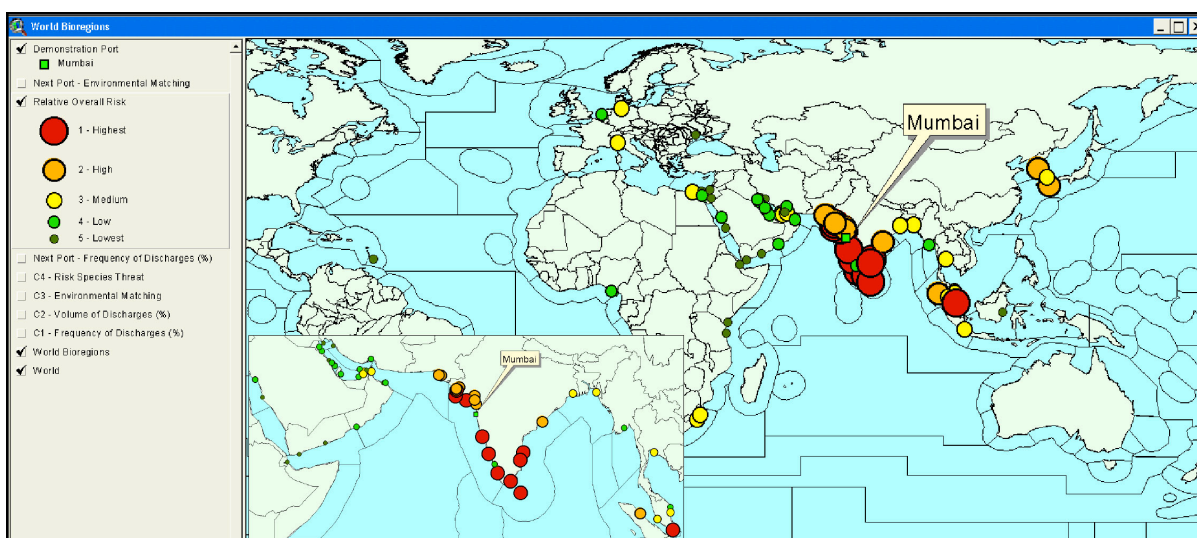 World Bioregions
Demonstration Port
Mumbai
Next Port - Environmental Matching
Relative Overall Risk
1 - Highest
2 - High
3 - Medium
4 - Low
5 - Lowest
Next Port - Frequency of Discharges (%)
C4 - Risk Species Threat
C3 - Environmental Matching
C2 - Volume of Discharges (%)
C1 - Frequency of Discharges (%)
World Bioregions
World
Mumbai
Mumbai